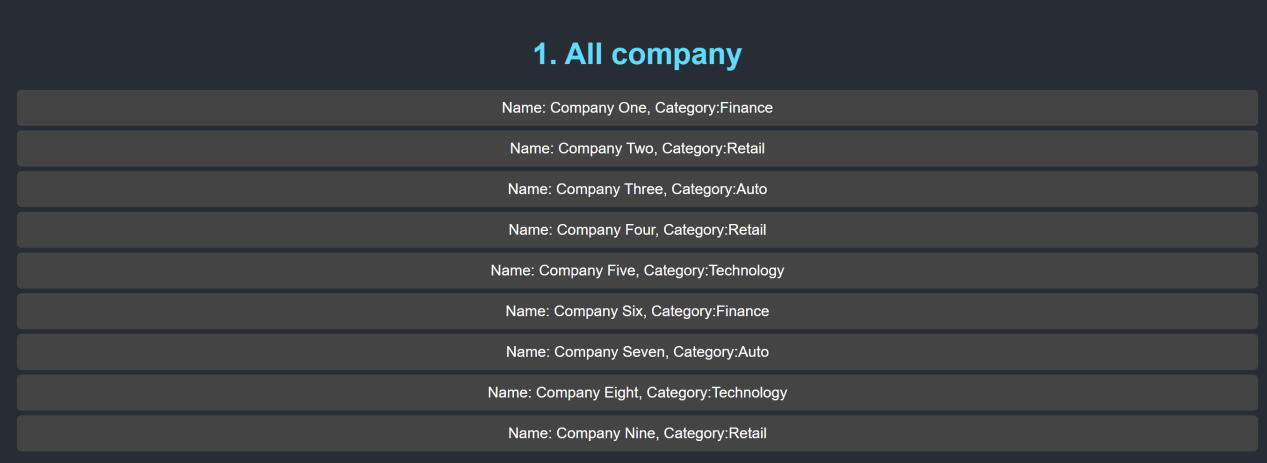 1. All company
Name: Company One, Category:Finance
Name: Company Two, Category:Retail
Name: Company Three, Category:Auto
Name: Company Four, Category:Retail
Name: Company Five, Category:Technology
Name: Company Six, Category:Finance
Name: Company Seven, Category:Auto
Name: Company Eight, Category:Technology
Name: Company Nine, Category:Retail